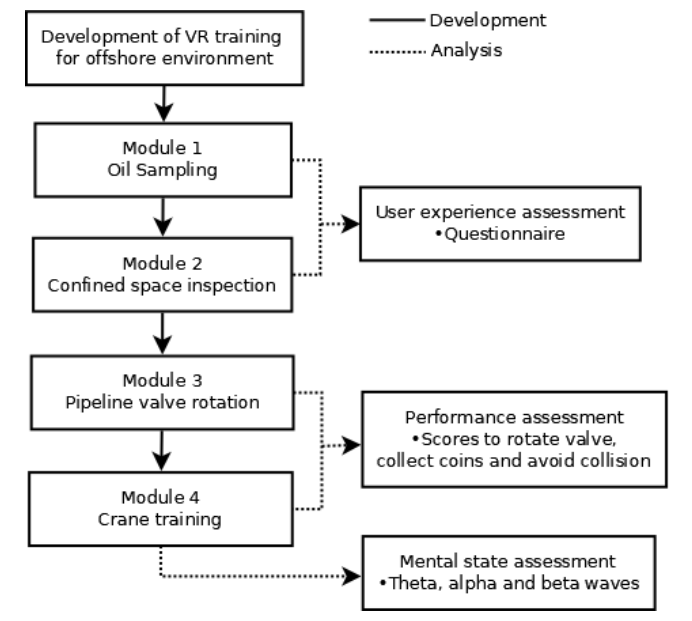 Development of VR training
for offshore environment
Development
Analysis
Module 1
Oil Sampling
User experience assessment
•Questionnaire
Module 2
Confined space inspection
Module 3
Pipeline valve rotation
Performance assessment
•Scores to rotate valve,
collect coins and avoid collision
Module 4
Crane training
Mental state assessment
•Theta, alpha and beta waves